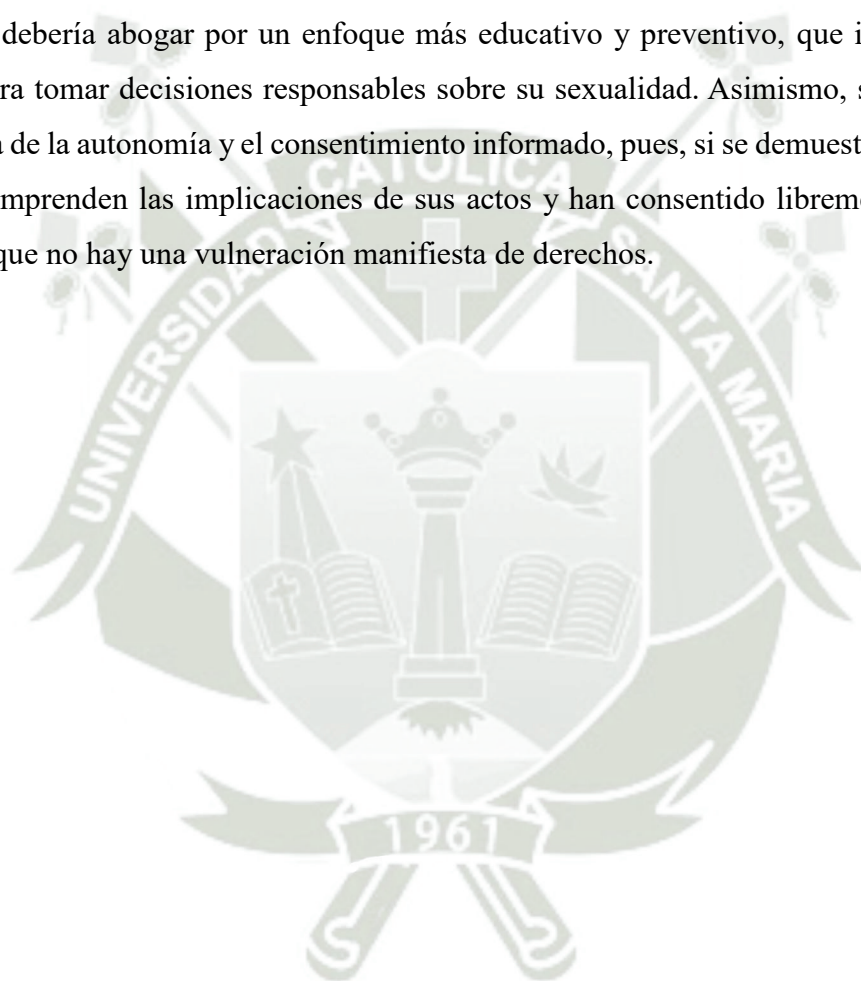 debería abogar por un enfoque más educativo y preventivo, que i
ra tomar decisiones responsables sobre su sexualidad. Asimismo, s
a de la autonomía y el consentimiento informado, pues, si se demuest
mprenden las implicaciones de sus actos y han consentido librem
que no hay una vulneración manifiesta de derechos.
UNIVERSIDAD CATOLICA SANTA MARIA
1961